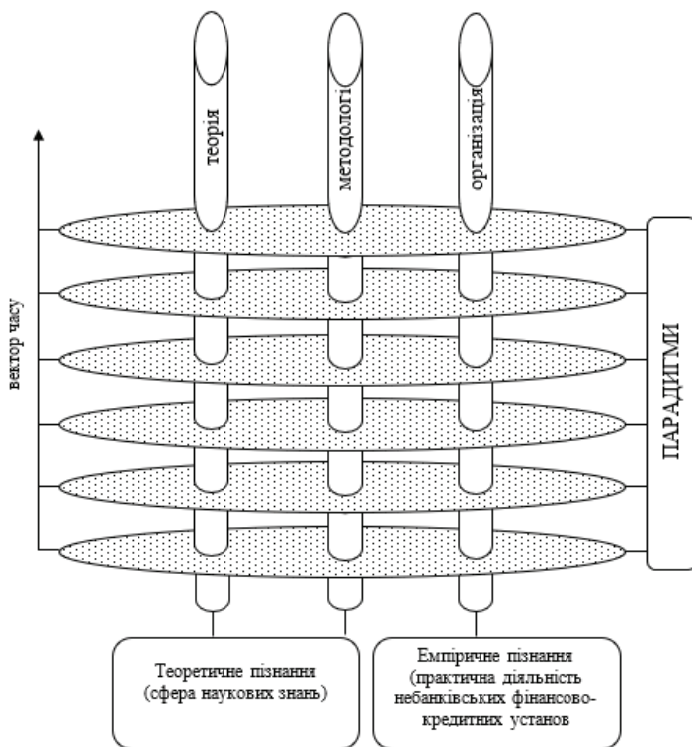 теорія
методологі
організація
вектор часу
ПАРАДИГМИ
Теоретичне пізнання
(сфера наукових знань)
Емпіричне пізнання
(практична діяльність
небанківських фінансово-
кредитних установ